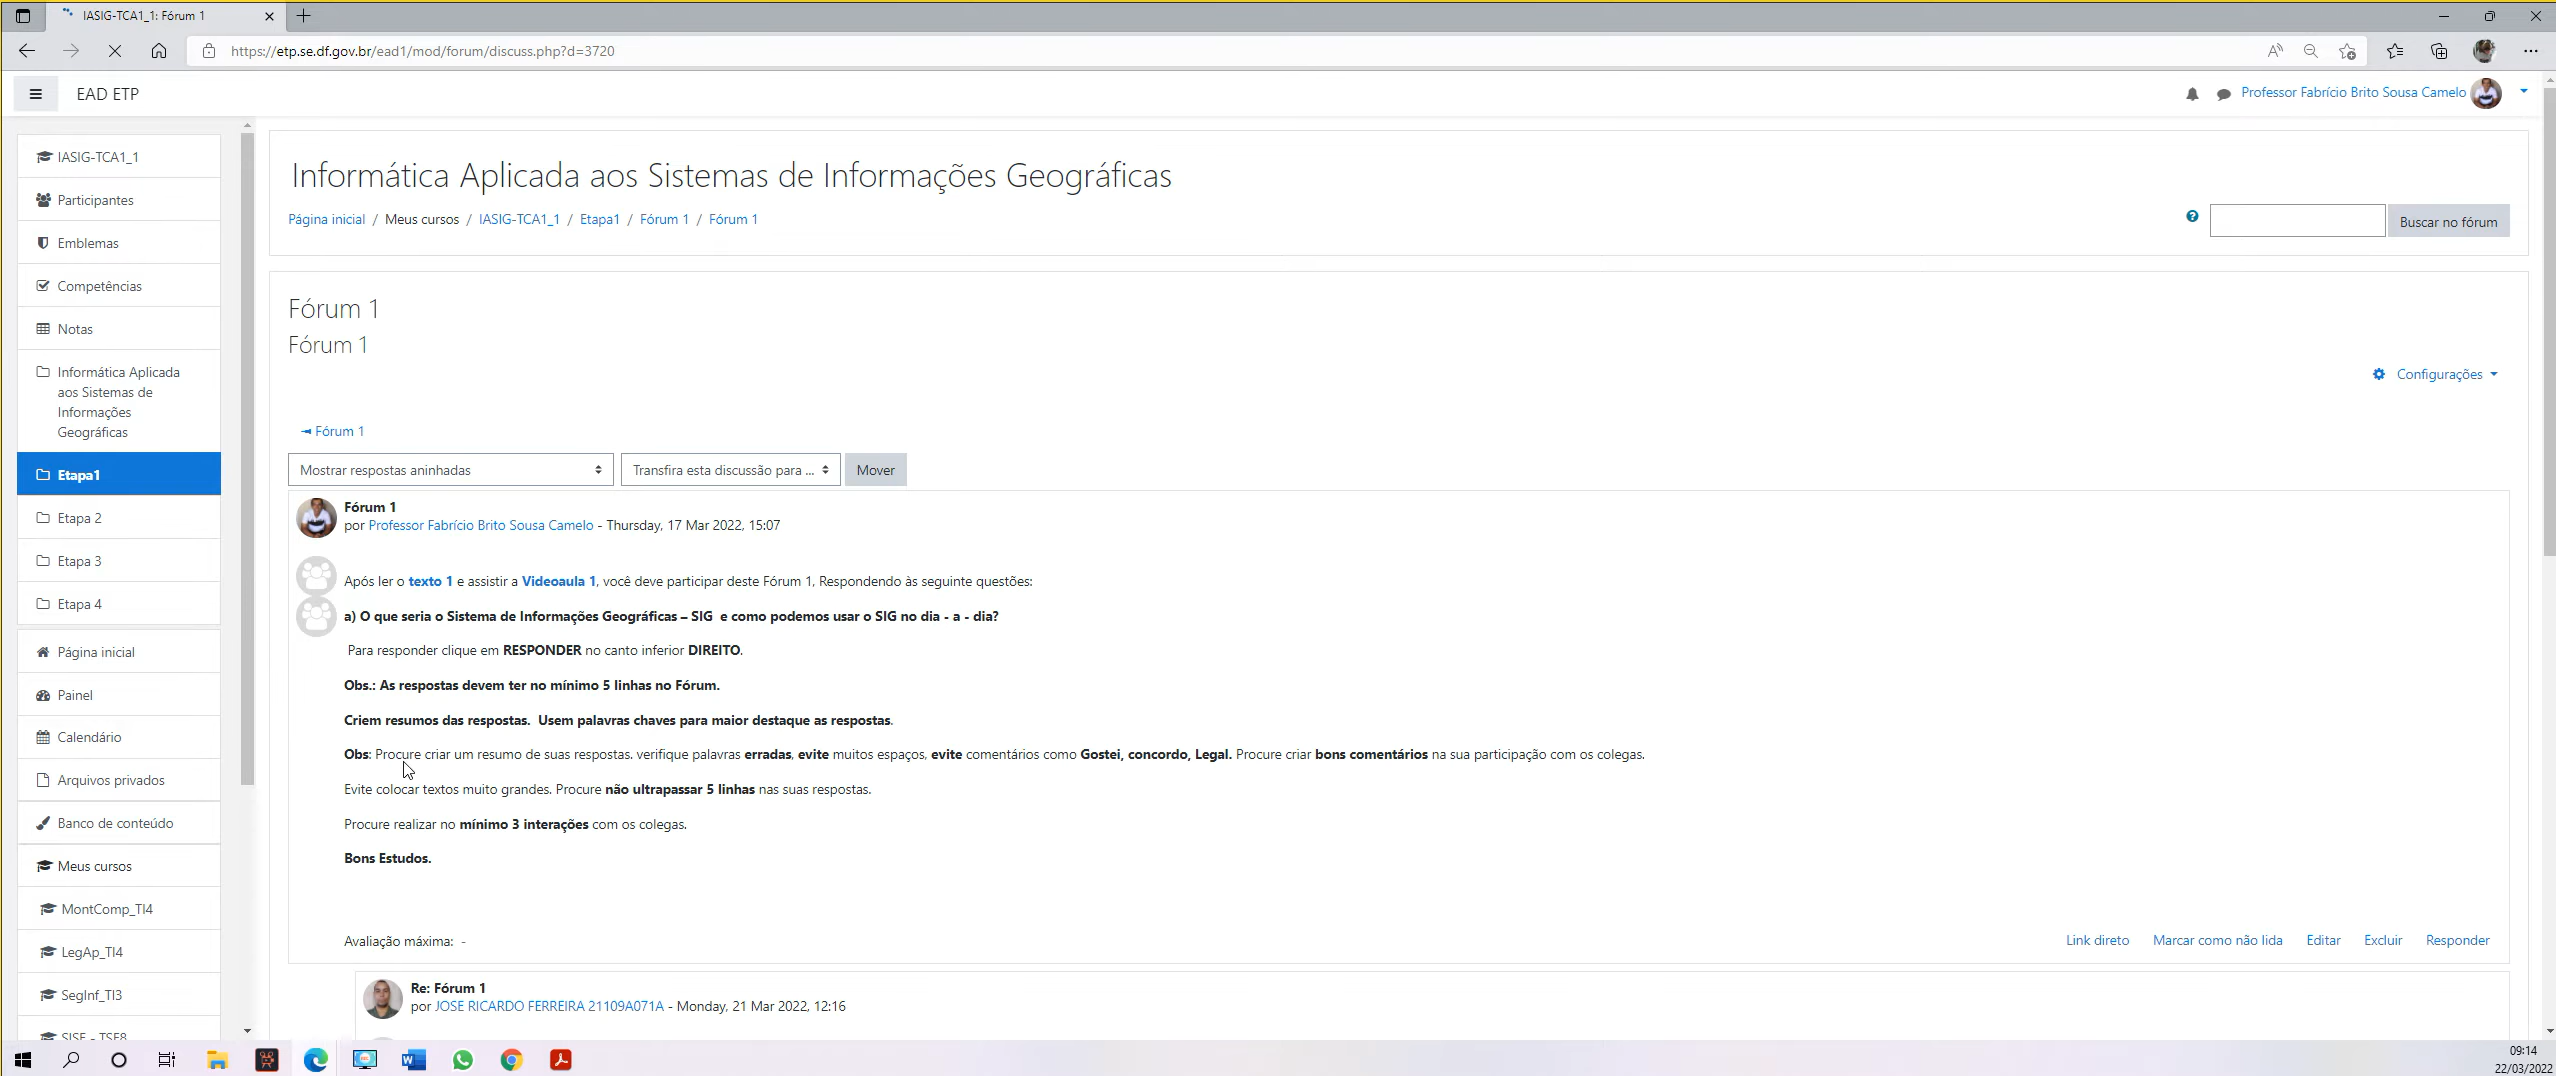 IASIG-TCA1_1: Fórum 1
https://etp.se.df.gov.br/ead1/mod/forum/discuss.php?d=3720
EAD ETP
Professor Fabrício Brito Sousa Camelo
IASIG-TCA1_1
Participantes
Emblemas
Competências
Notas
Informática Aplicada
aos Sistemas de
Informações
Geográficas
Etapa1
Etapa 2
Etapa 3
Etapa 4
Página inicial
Painel
Calendário
Arquivos privados
Banco de conteúdo
Meus cursos
MontComp_TI4
LegAp_TI4
SegInf_TI3
SISE - TSE8
Informática Aplicada aos Sistemas de Informações Geográficas
Página inicial / Meus cursos / IASIG-TCA1_1 / Etapa1 / Fórum 1 / Fórum 1
Buscar no fórum
Fórum 1
Fórum 1
Configurações
◄ Fórum 1
Mostrar respostas aninhadas
Transfira esta discussão para ...
Mover
Fórum 1
por Professor Fabrício Brito Sousa Camelo - Thursday, 17 Mar 2022, 15:07
Após ler o texto 1 e assistir a Videoaula 1, você deve participar deste Fórum 1, Respondendo às seguinte questões:
a) O que seria o Sistema de Informações Geográficas – SIG e como podemos usar o SIG no dia - a - dia?
Para responder clique em RESPONDER no canto inferior DIREITO.
Obs.: As respostas devem ter no mínimo 5 linhas no Fórum.
Criem resumos das respostas. Usem palavras chaves para maior destaque as respostas.
Obs: Procure criar um resumo de suas respostas. verifique palavras erradas, evite muitos espaços, evite comentários como Gostei, concordo, Legal. Procure criar bons comentários na sua participação com os colegas.
Evite colocar textos muito grandes. Procure não ultrapassar 5 linhas nas suas respostas.
Procure realizar no mínimo 3 interações com os colegas.
Bons Estudos.
Avaliação máxima: -
Link direto Marcar como não lida Editar Excluir Responder
Re: Fórum 1
por JOSE RICARDO FERREIRA 21109A071A - Monday, 21 Mar 2022, 12:16
09:14
22/03/2022